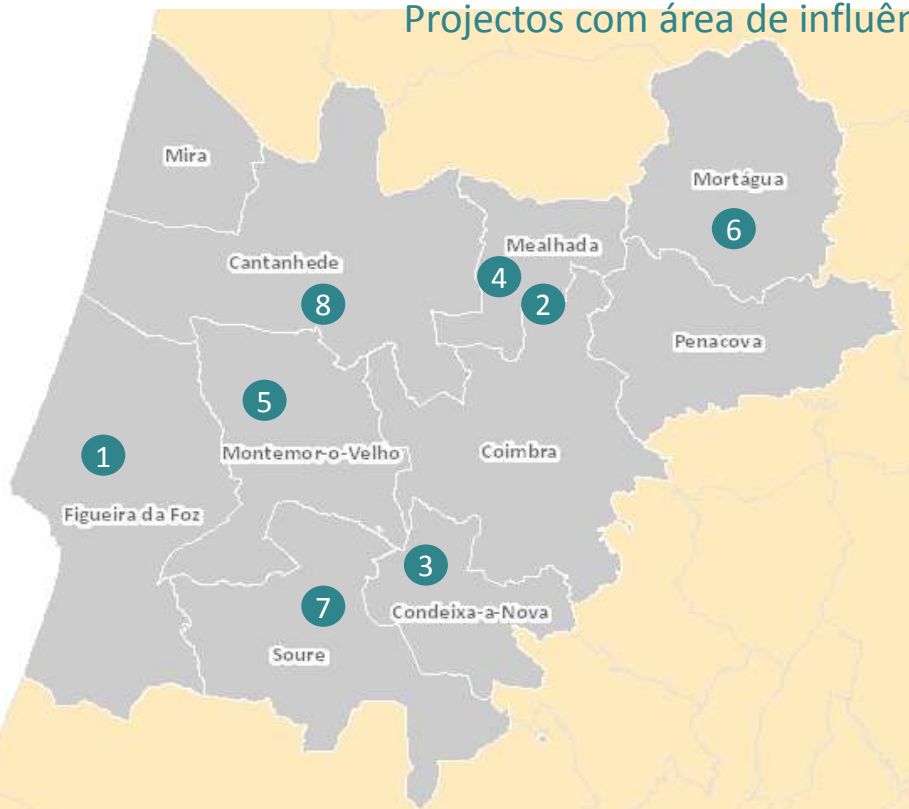 Projectos com área de influên
Mira
Mortágua
6
Mealhada
Cantanhede
4
2
8
Penacova
5
Montemor-o-Velho
Coimbra
1
Figueira da Foz
3
7
Condeixa-a-Nova
Soure